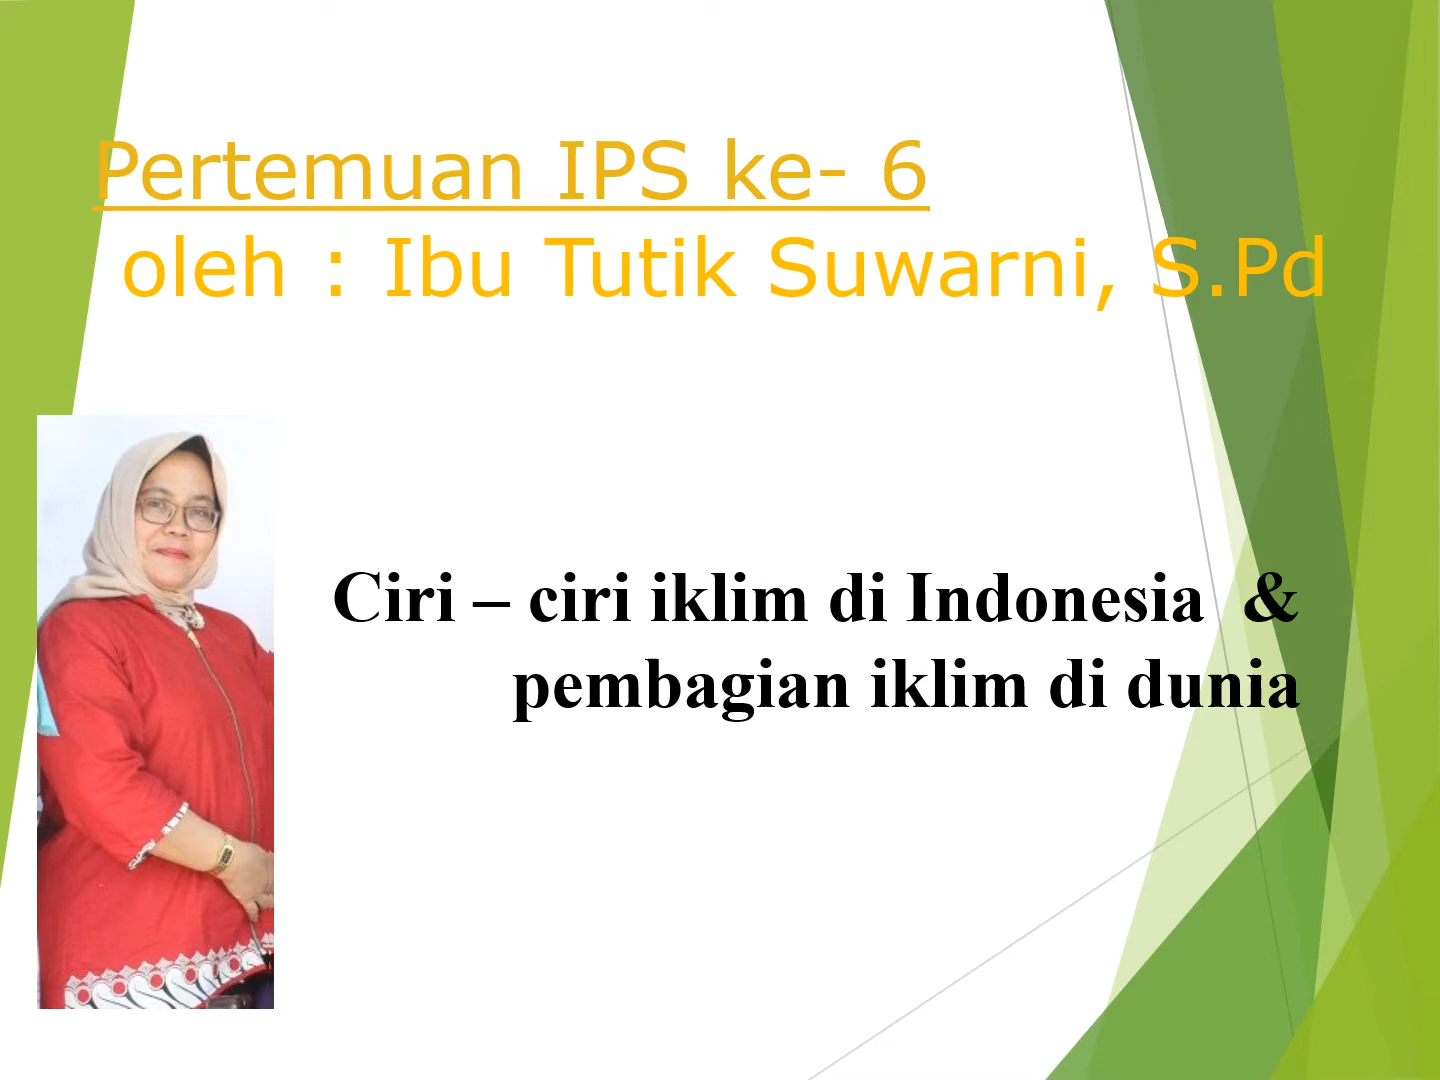 Pertemuan IPS ke- 6
oleh : Ibu Tutik Suwarni, S.Pd
Ciri – ciri iklim di Indonesia &
pembagian iklim di dunia